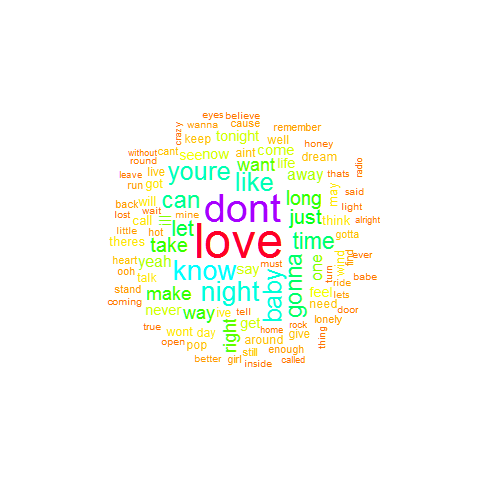 eyes believe
crazy wanna cause remember
keep tonight well honey
cant aint
without see now come dream
round life radio
live youre want away thats
leave like
run got said
back will can dont long may light
lost wait mine just think alright
call ill let
little hot love time gotta
theres take
yeah wind find ever
ooh know say must one turn babe
talk baby gonna feel ride
stand make night lets
coming need door
never way ive tell right get lonely
true wont day home rock give thing
open pop around
still enough
better girl inside called
heart